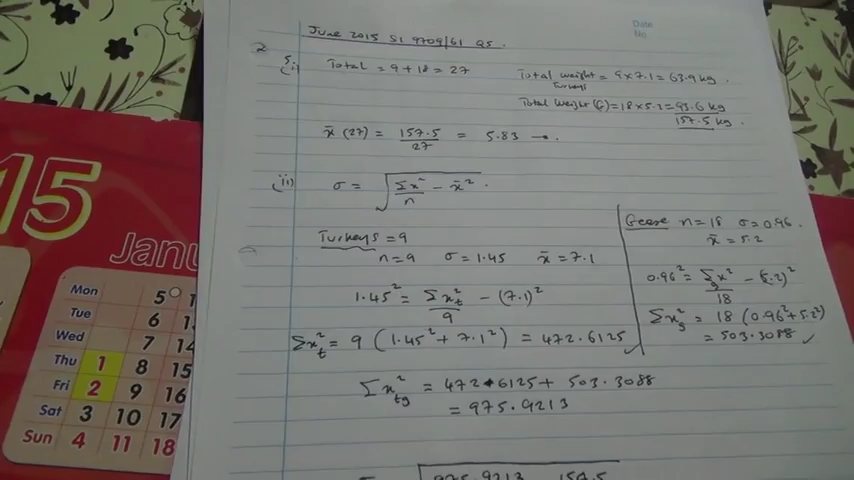 Date
No
June 2015 S1 9709/61 Q5.
2
5
(i) Total = 9 + 18 = 27
Total weight = 9 x 7.1 = 63.9 kg.
Turkeys
Total Weight (G) = 18 x 5.2 = 93.6 kg
157.5 kg.
x̄ (27) = 157.5 / 27 = 5.83
(ii) σ = √(Σx²/n - x̄²).
Turkeys = 9
n = 9 σ = 1.45 x̄ = 7.1
1.45² = Σx_t²/9 - (7.1)²
Σx_t² = 9 (1.45² + 7.1²) = 472.6125 ✓
Geese n = 18 σ = 0.96.
x̄ = 5.2
0.96² = Σx_g²/18 - (5.2)²
Σx_g² = 18 (0.96² + 5.2²)
= 503.3088 ✓
Σx_tg² = 472.6125 + 503.3088
= 975.9213
975.9213 157.5
15
Janu
Mon 5
Tue 6 13
Wed 7 14
Thu 1 8 15
Fri 2 9 16
Sat 3 10 17
Sun 4 11 18